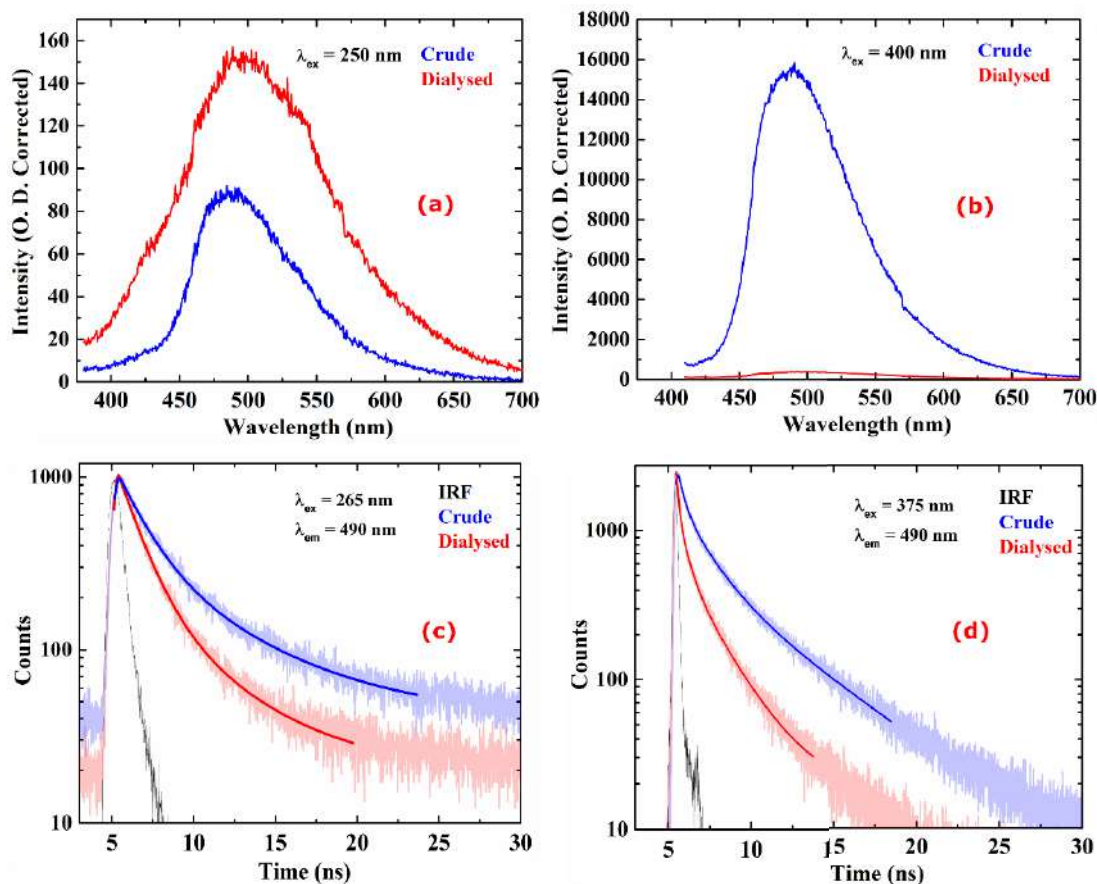 160
140
120
100
80
60
40
20
0
Intensity (O. D. Corrected)
λex = 250 nm
Crude
Dialysed
(a)
400 450 500 550 600 650 700
Wavelength (nm)
18000
16000
14000
12000
10000
8000
6000
4000
2000
0
Intensity (O. D. Corrected)
λex = 400 nm
Crude
Dialysed
(b)
400 450 500 550 600 650 700
Wavelength (nm)
1000
100
10
Counts
λex = 265 nm
λem = 490 nm
IRF
Crude
Dialysed
(c)
5 10 15 20 25 30
Time (ns)
1000
100
10
Counts
λex = 375 nm
λem = 490 nm
IRF
Crude
Dialysed
(d)
5 10 15 20 25 30
Time (ns)